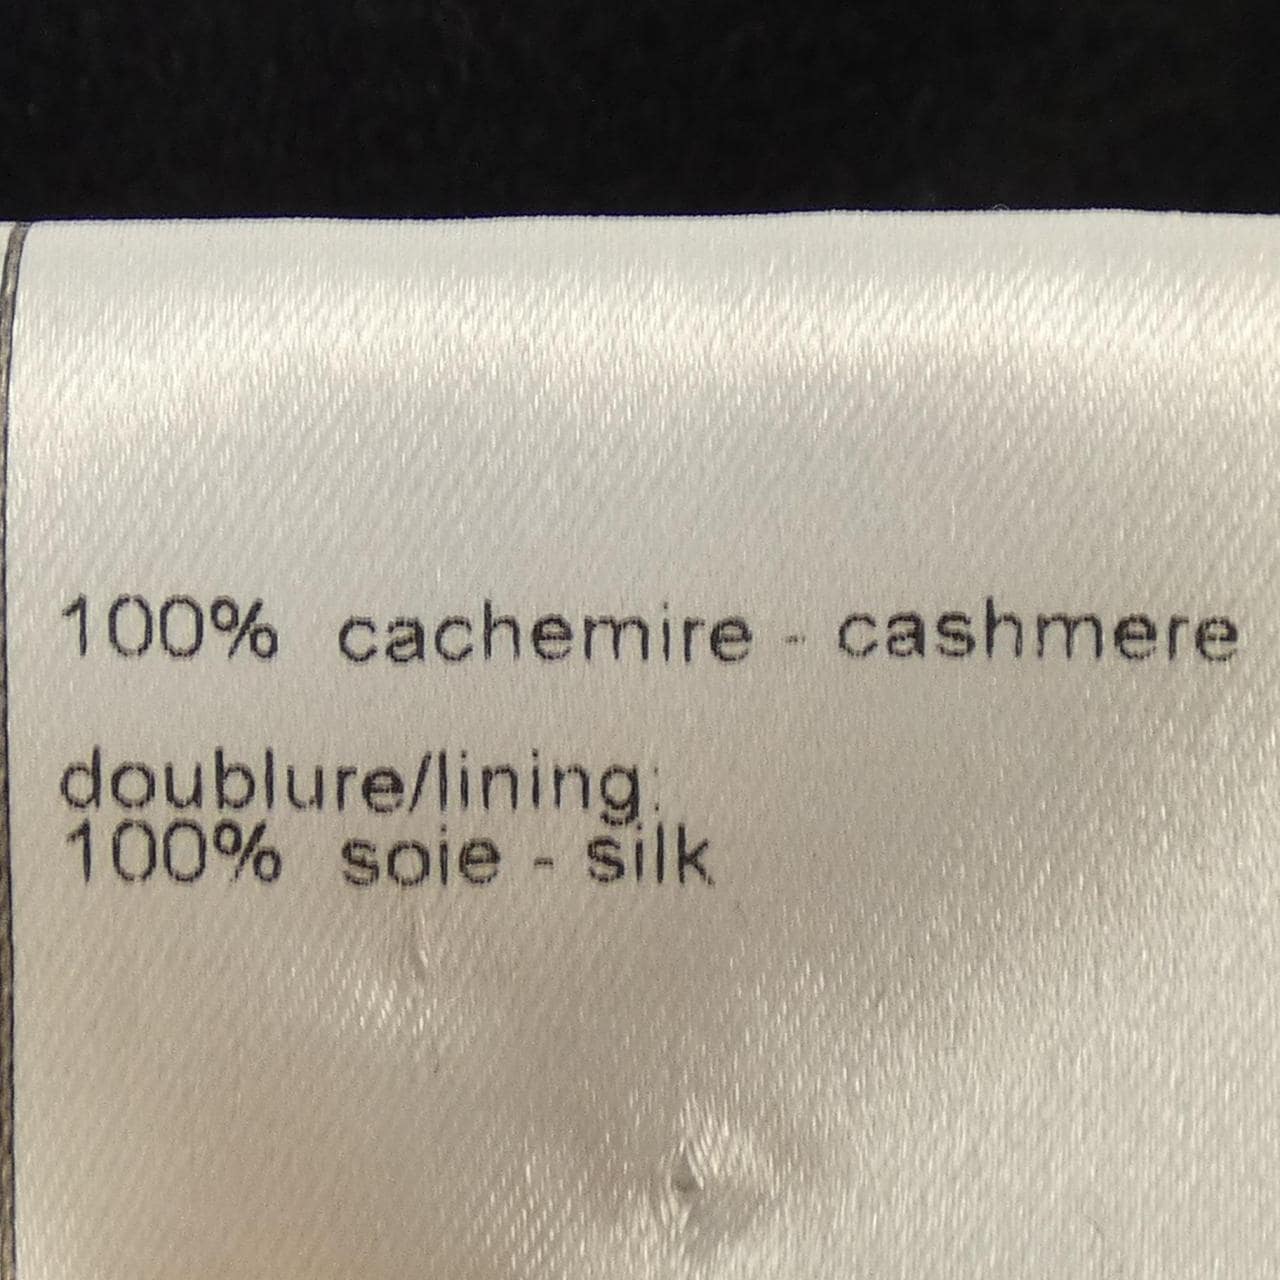 100% cachemire - cashmere
doublure/lining:
100% soie - silk